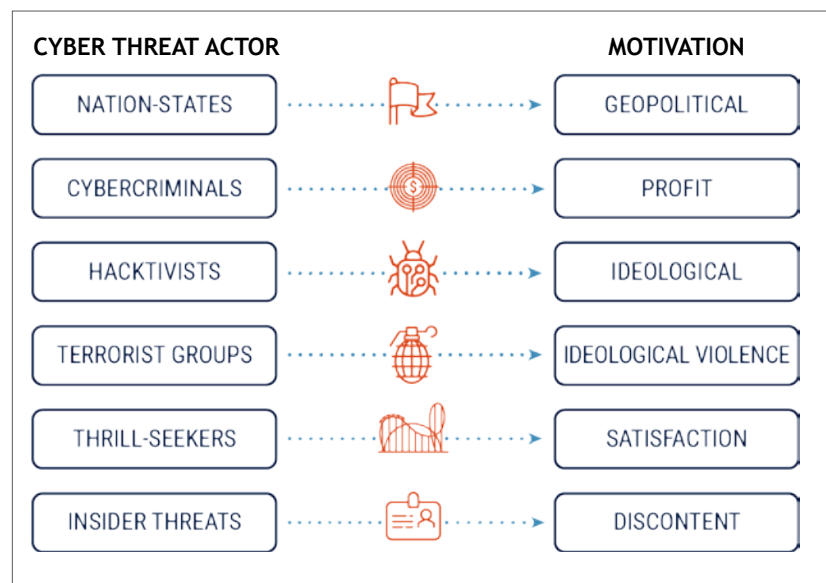 CYBER THREAT ACTOR MOTIVATION
NATION-STATES GEOPOLITICAL
CYBERCRIMINALS $ PROFIT
HACKTIVISTS IDEOLOGICAL
TERRORIST GROUPS IDEOLOGICAL VIOLENCE
THRILL-SEEKERS SATISFACTION
INSIDER THREATS DISCONTENT